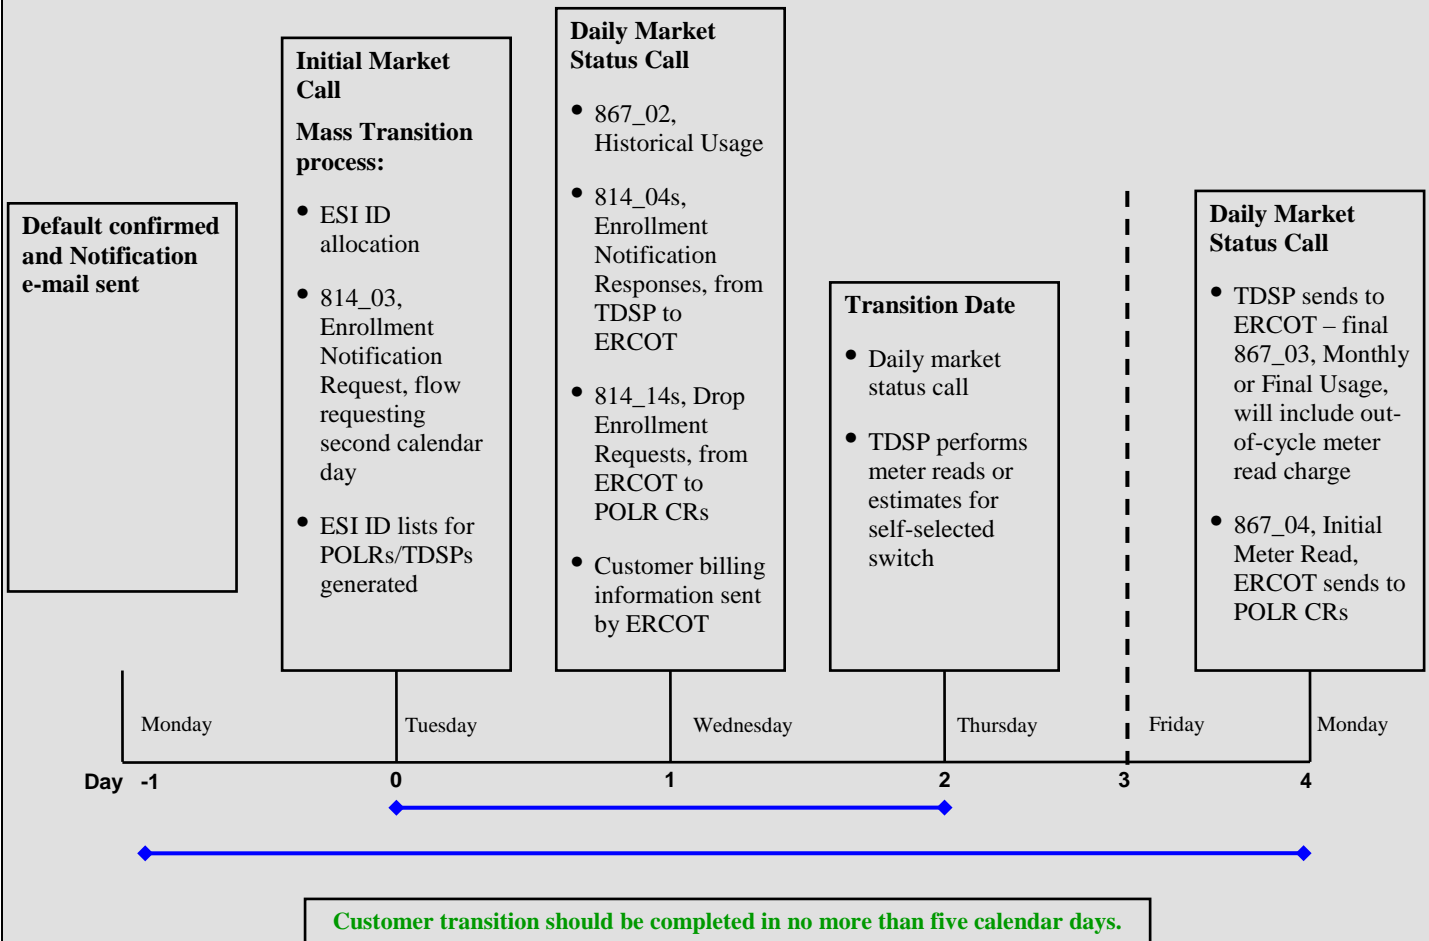 Default confirmed
and Notification
e-mail sent
Initial Market
Call
Mass Transition
process:
• ESI ID
allocation
• 814_03,
Enrollment
Notification
Request, flow
requesting
second calendar
day
• ESI ID lists for
POLRs/TDSPs
generated
Daily Market
Status Call
• 867_02,
Historical Usage
• 814_04s,
Enrollment
Notification
Responses, from
TDSP to
ERCOT
• 814_14s, Drop
Enrollment
Requests, from
ERCOT to
POLR CRs
• Customer billing
information sent
by ERCOT
Transition Date
• Daily market
status call
• TDSP performs
meter reads or
estimates for
self-selected
switch
Daily Market
Status Call
• TDSP sends to
ERCOT – final
867_03, Monthly
or Final Usage,
will include out-
of-cycle meter
read charge
• 867_04, Initial
Meter Read,
ERCOT sends to
POLR CRs
Monday Tuesday Wednesday Thursday Friday Monday
Day -1 0 1 2 3 4
Customer transition should be completed in no more than five calendar days.